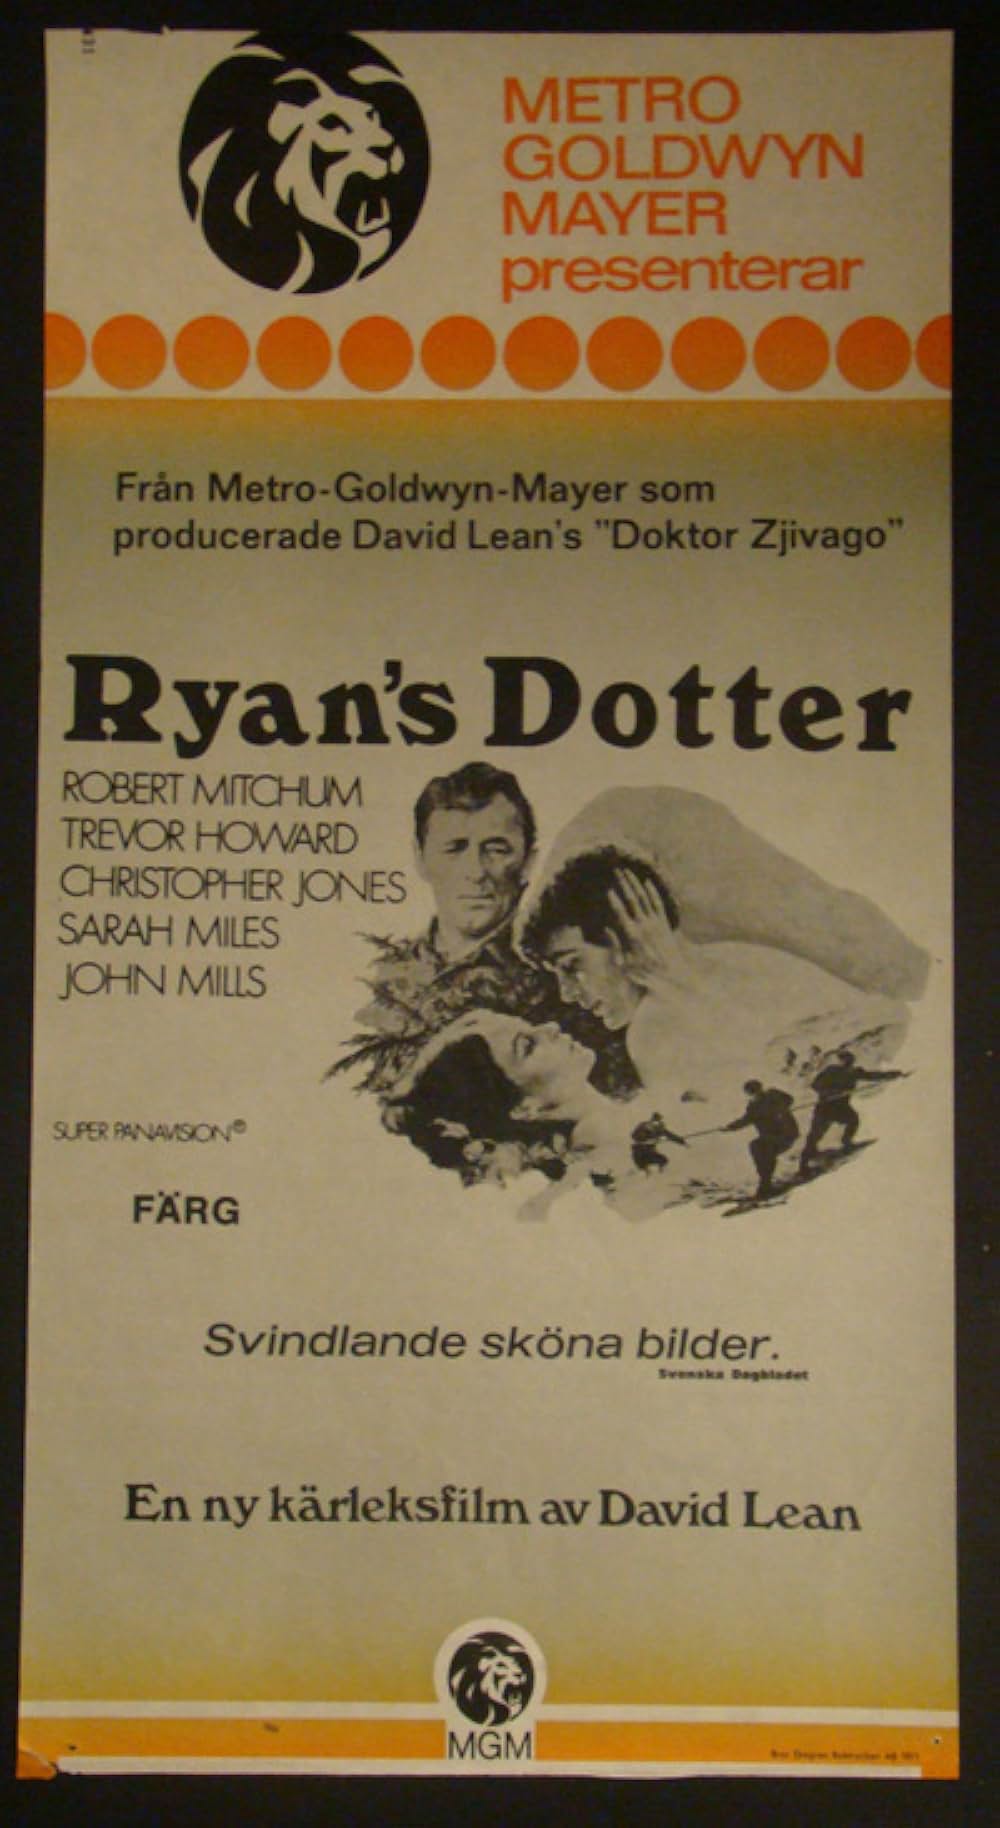 METRO
GOLDWYN
MAYER
presenterar
Från Metro-Goldwyn-Mayer som
producerade David Lean's "Doktor Zjivago"
Ryan's Dotter
ROBERT MITCHUM
TREVOR HOWARD
CHRISTOPHER JONES
SARAH MILES
JOHN MILLS
SUPER PANAVISION®
FÄRG
Svindlande sköna bilder.
Svenska Dagbladet
En ny kärleksfilm av David Lean
MGM